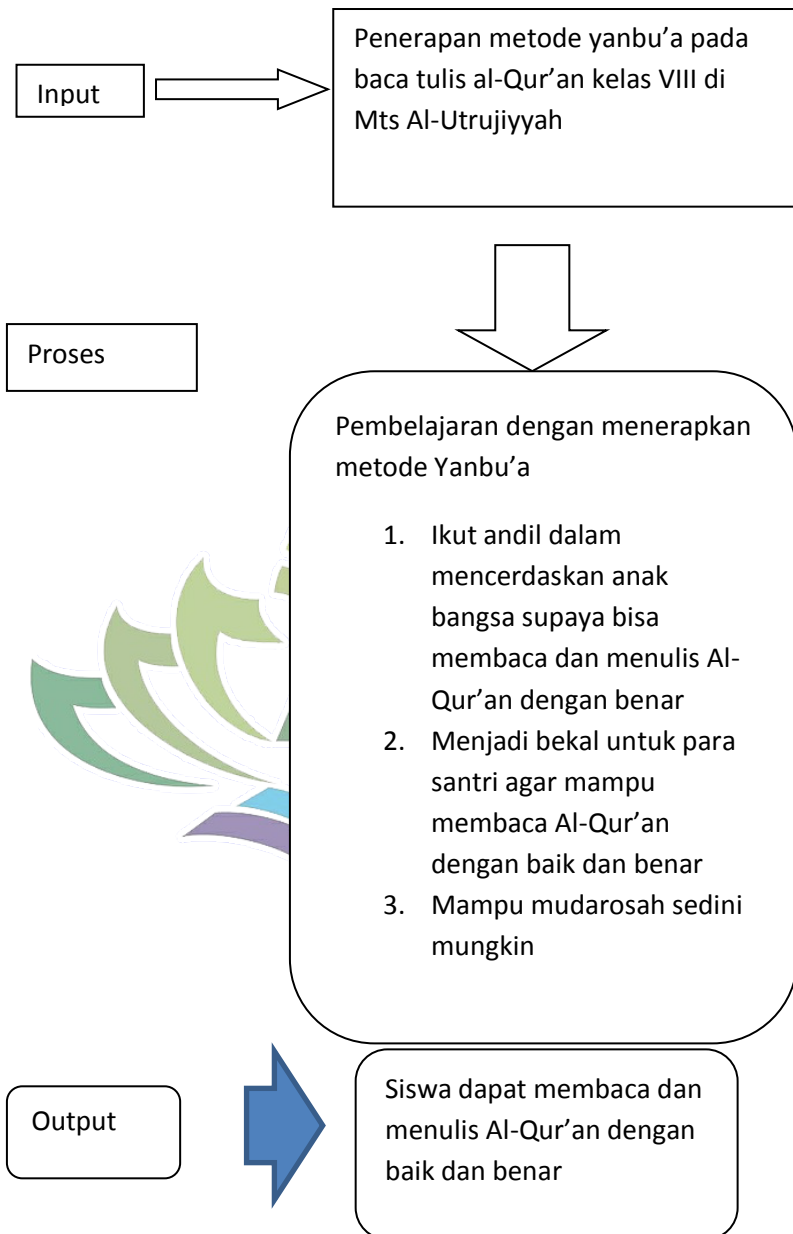 Input
Penerapan metode yanbu’a pada
baca tulis al-Qur’an kelas VIII di
Mts Al-Utrujiyyah
Proses
Pembelajaran dengan menerapkan
metode Yanbu’a
1. Ikut andil dalam
mencerdaskan anak
bangsa supaya bisa
membaca dan menulis Al-
Qur’an dengan benar
2. Menjadi bekal untuk para
santri agar mampu
membaca Al-Qur’an
dengan baik dan benar
3. Mampu mudarosah sedini
mungkin
Output
Siswa dapat membaca dan
menulis Al-Qur’an dengan
baik dan benar